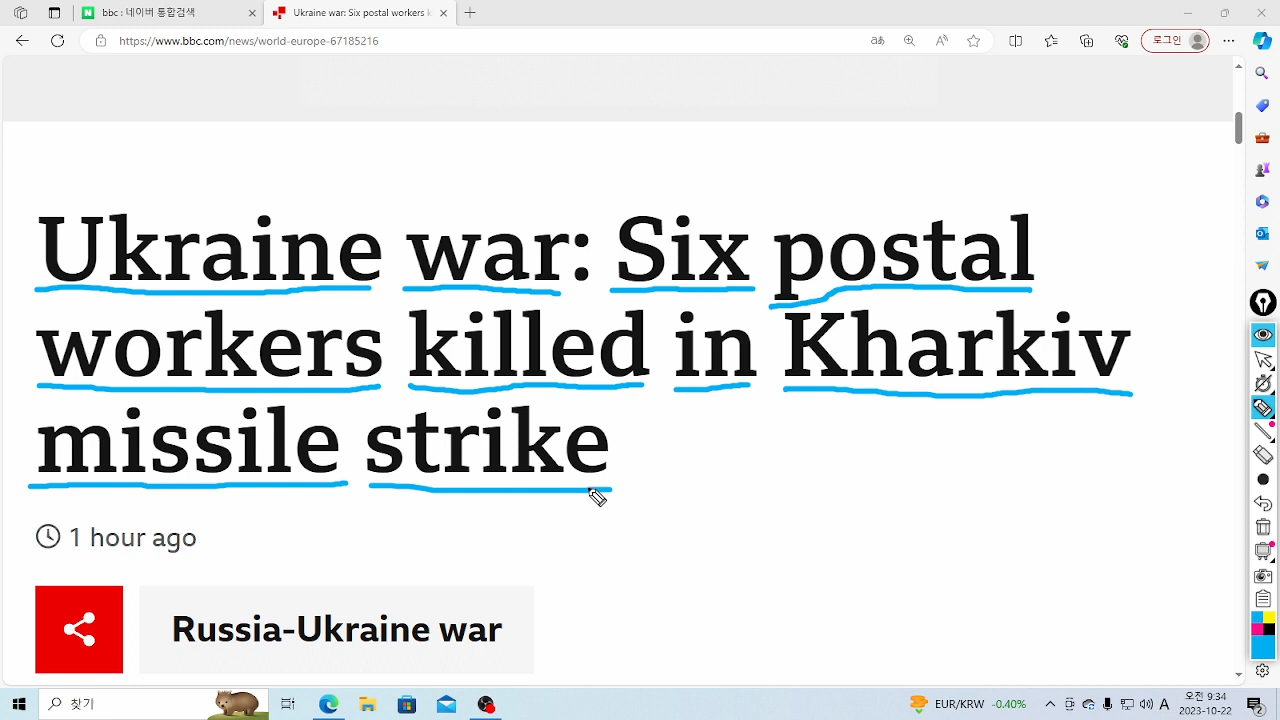 bbc : 네이버 통합검색
Ukraine war: Six postal workers k
https://www.bbc.com/news/world-europe-67185216
로그인
Ukraine war: Six postal
workers killed in Kharkiv
missile strike
1 hour ago
Russia-Ukraine war
찾기
EUR/KRW -0.40%
A
오전 9:34
2023-10-22
2